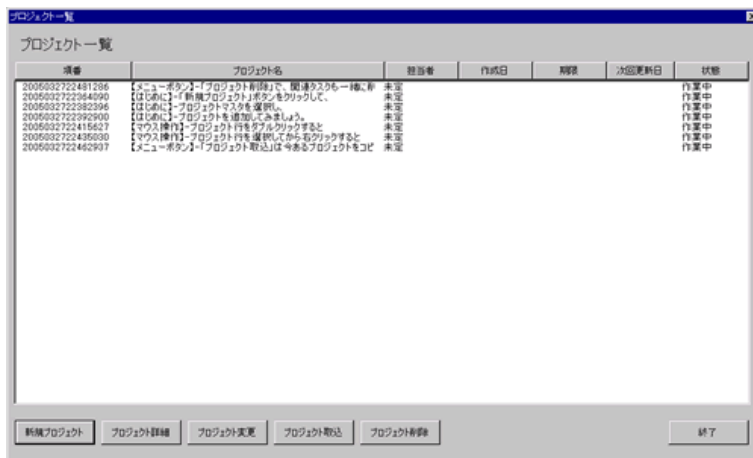 プロジェクト一覧
プロジェクト一覧
項番 プロジェクト名 担当者 作成日 期限 次回更新日 状態
2005032722481286 【メニューボタン】-「プロジェクト削除」で、関連タスクも一緒に削 未定 作業中
2005032722364090 【はじめに】-「新規プロジェクト」ボタンをクリックして、 未定 作業中
2005032722382396 【はじめに】-プロジェクトマスタを選択し、 未定 作業中
2005032722392900 【はじめに】-プロジェクトを追加してみましょう。 未定 作業中
2005032722415627 【マウス操作】-プロジェクト行をダブルクリックすると 未定 作業中
2005032722435030 【マウス操作】-プロジェクト行を選択してから右クリックすると 未定 作業中
2005032722462937 【メニューボタン】-「プロジェクト取込」は今あるプロジェクトをコピ 未定 作業中
新規プロジェクト プロジェクト詳細 プロジェクト変更 プロジェクト取込 プロジェクト削除 終了